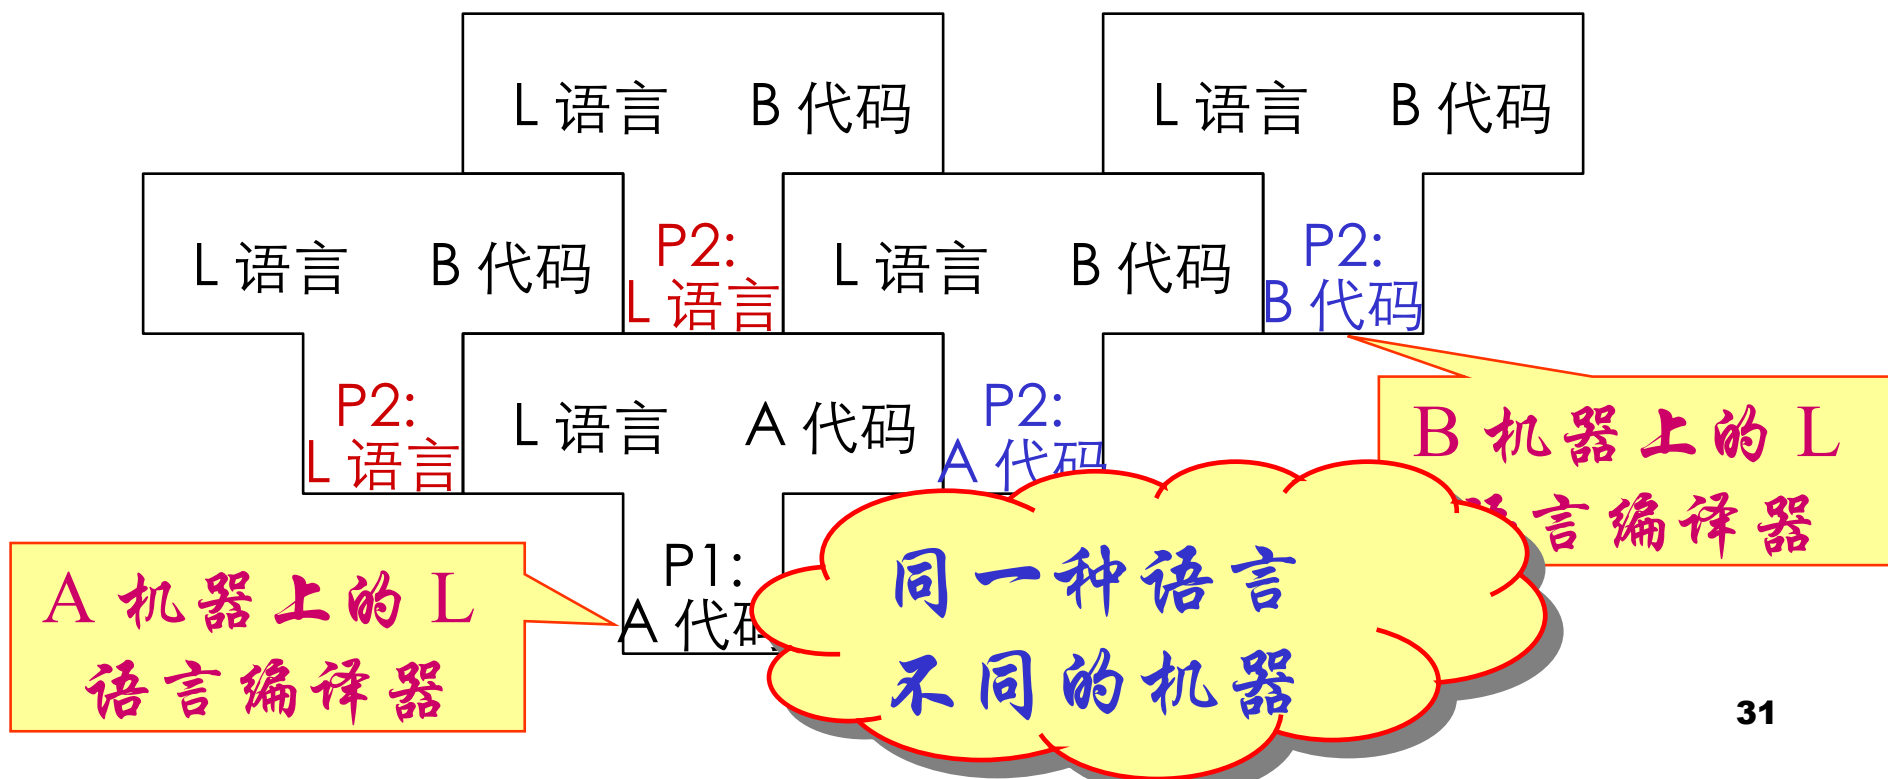 L 语言 B 代码
L 语言 B 代码
L 语言 B 代码
P2:
L 语言
L 语言 B 代码
P2:
B 代码
P2:
L 语言
L 语言 A 代码
P2:
A 代码
B 机器上的 L
言编译器
P1:
A 代码
A 机器上的 L
语言编译器
同一种语言
不同的机器
31